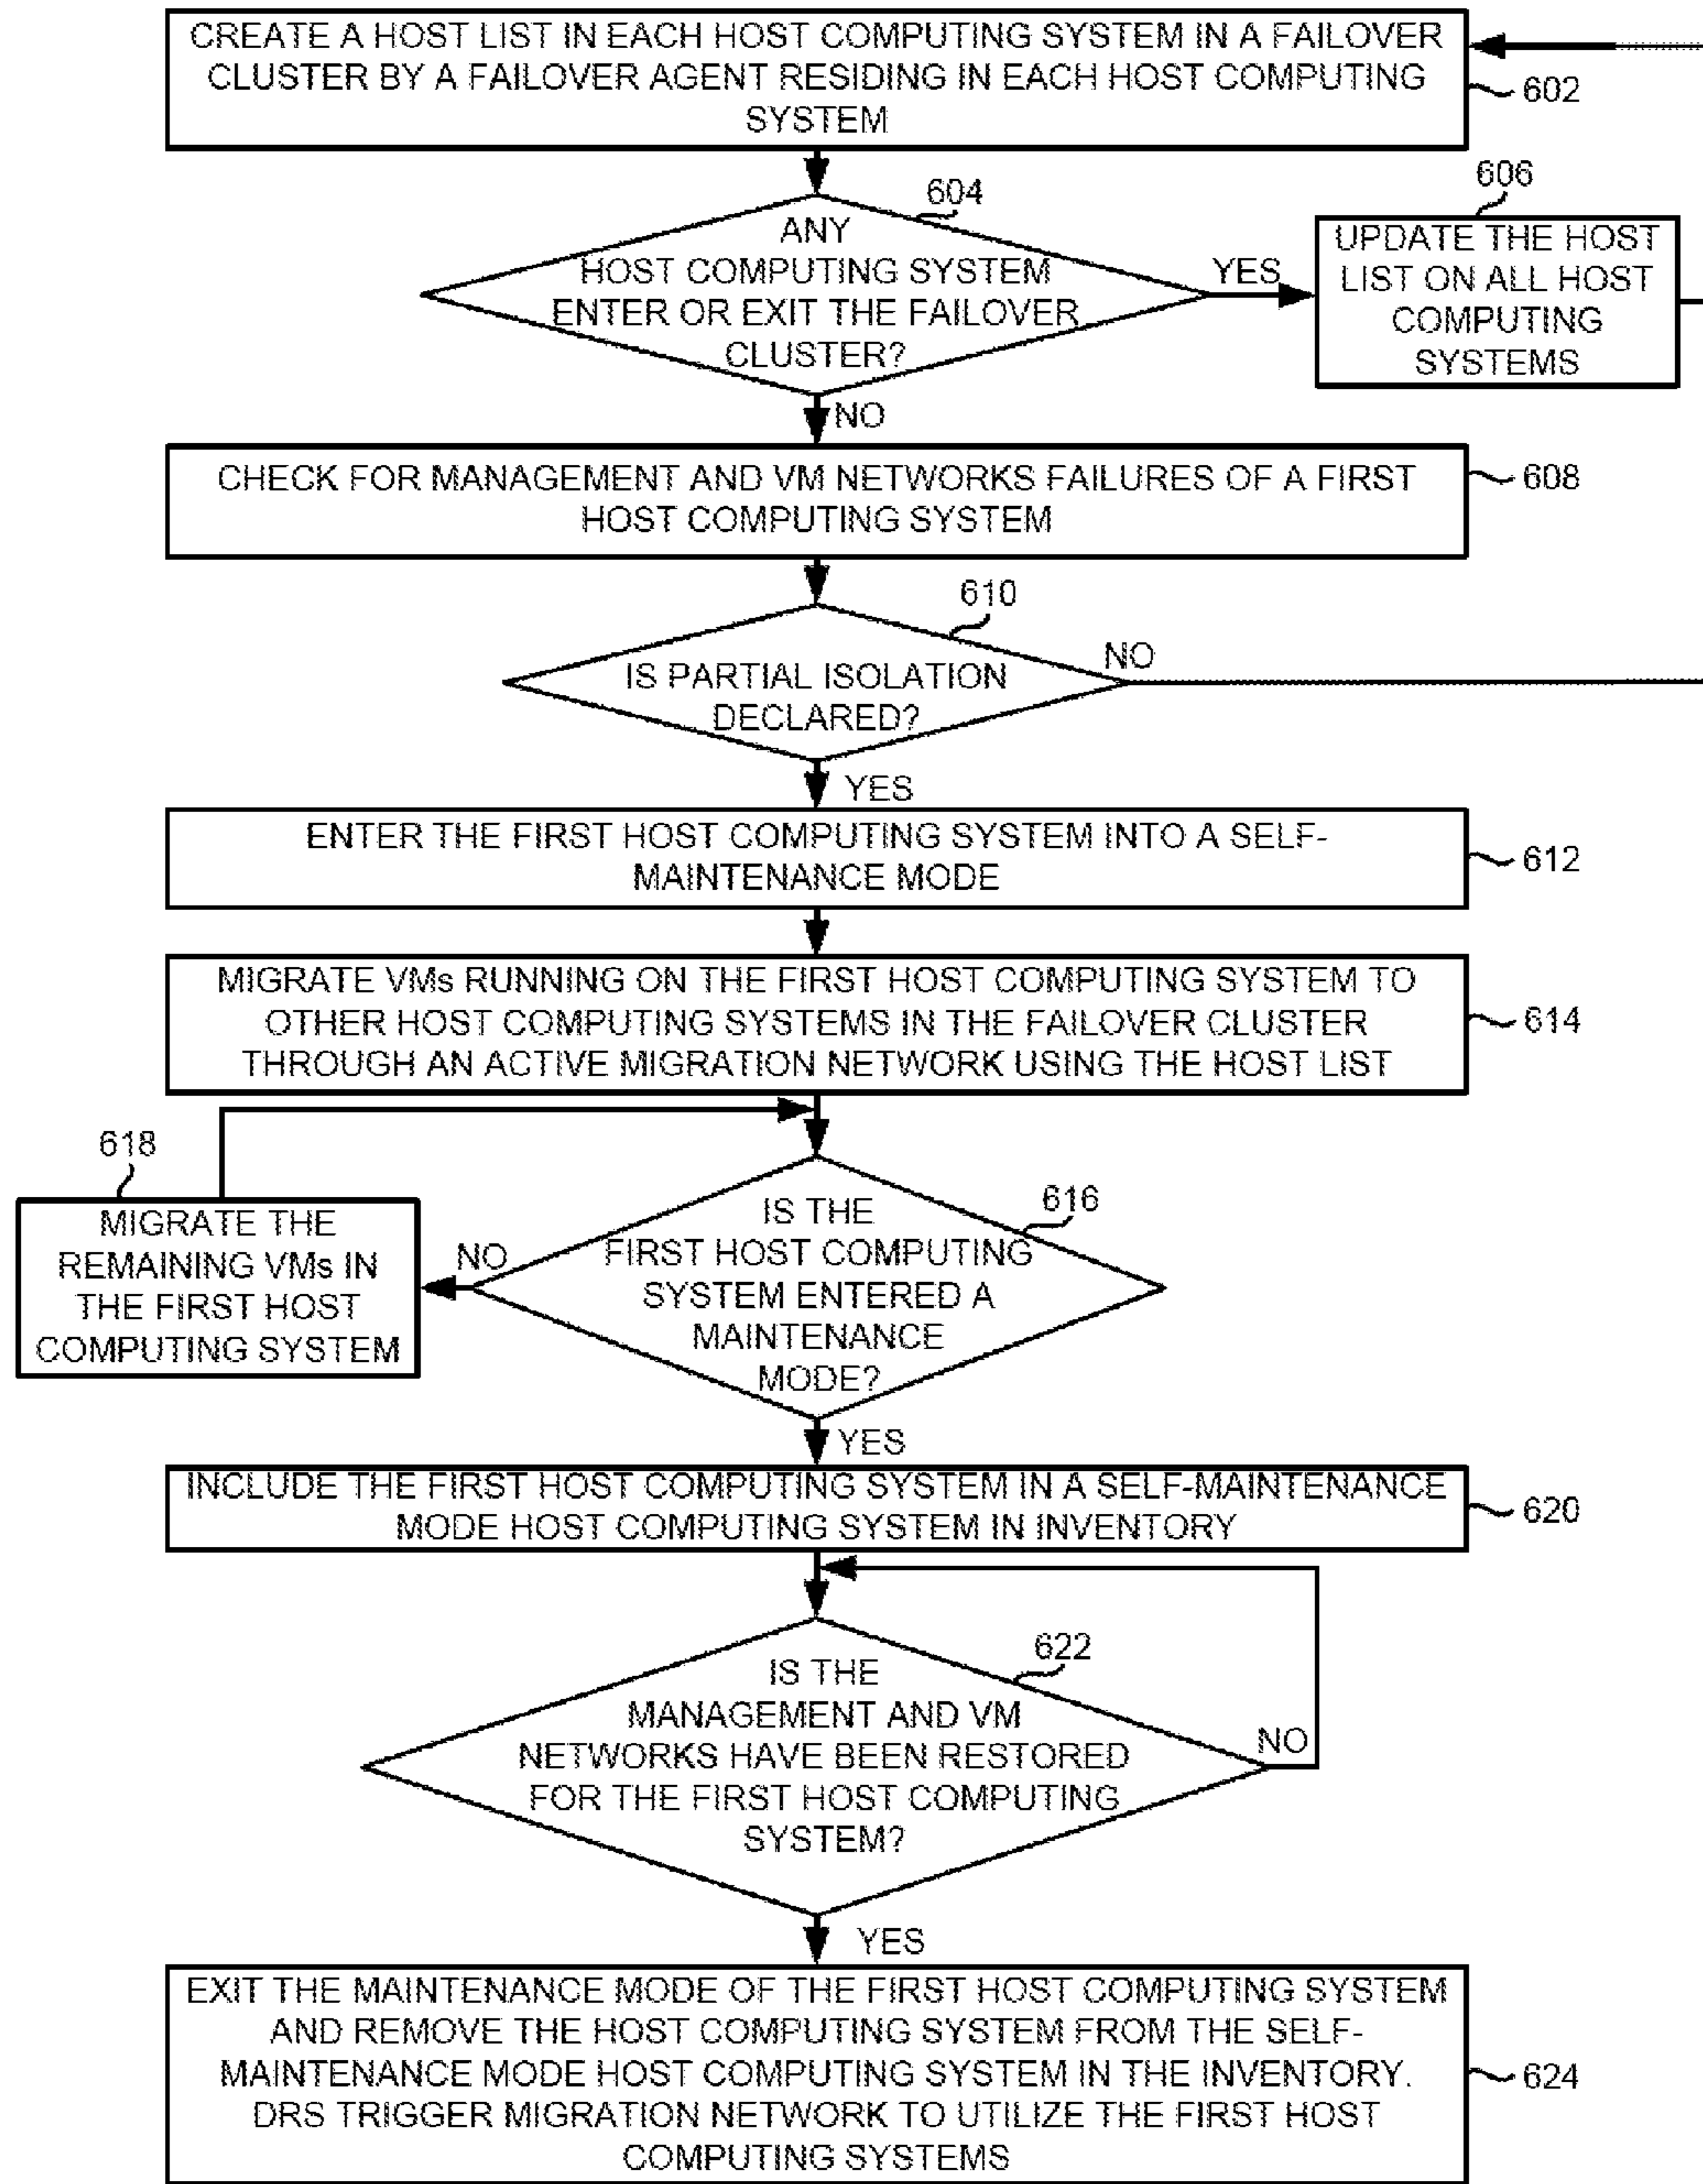 CREATE A HOST LIST IN EACH HOST COMPUTING SYSTEM IN A FAILOVER
CLUSTER BY A FAILOVER AGENT RESIDING IN EACH HOST COMPUTING
SYSTEM
602
604
ANY
HOST COMPUTING SYSTEM
ENTER OR EXIT THE FAILOVER
CLUSTER?
YES
606
UPDATE THE HOST
LIST ON ALL HOST
COMPUTING
SYSTEMS
NO
CHECK FOR MANAGEMENT AND VM NETWORKS FAILURES OF A FIRST
HOST COMPUTING SYSTEM
608
610
IS PARTIAL ISOLATION
DECLARED?
NO
YES
ENTER THE FIRST HOST COMPUTING SYSTEM INTO A SELF-
MAINTENANCE MODE
612
MIGRATE VMs RUNNING ON THE FIRST HOST COMPUTING SYSTEM TO
OTHER HOST COMPUTING SYSTEMS IN THE FAILOVER CLUSTER
THROUGH AN ACTIVE MIGRATION NETWORK USING THE HOST LIST
614
618
MIGRATE THE
REMAINING VMs IN
THE FIRST HOST
COMPUTING SYSTEM
NO
616
IS THE
FIRST HOST COMPUTING
SYSTEM ENTERED A
MAINTENANCE
MODE?
YES
INCLUDE THE FIRST HOST COMPUTING SYSTEM IN A SELF-MAINTENANCE
MODE HOST COMPUTING SYSTEM IN INVENTORY
620
622
IS THE
MANAGEMENT AND VM
NETWORKS HAVE BEEN RESTORED
FOR THE FIRST HOST COMPUTING
SYSTEM?
NO
YES
EXIT THE MAINTENANCE MODE OF THE FIRST HOST COMPUTING SYSTEM
AND REMOVE THE HOST COMPUTING SYSTEM FROM THE SELF-
MAINTENANCE MODE HOST COMPUTING SYSTEM IN THE INVENTORY.
DRS TRIGGER MIGRATION NETWORK TO UTILIZE THE FIRST HOST
COMPUTING SYSTEMS
624